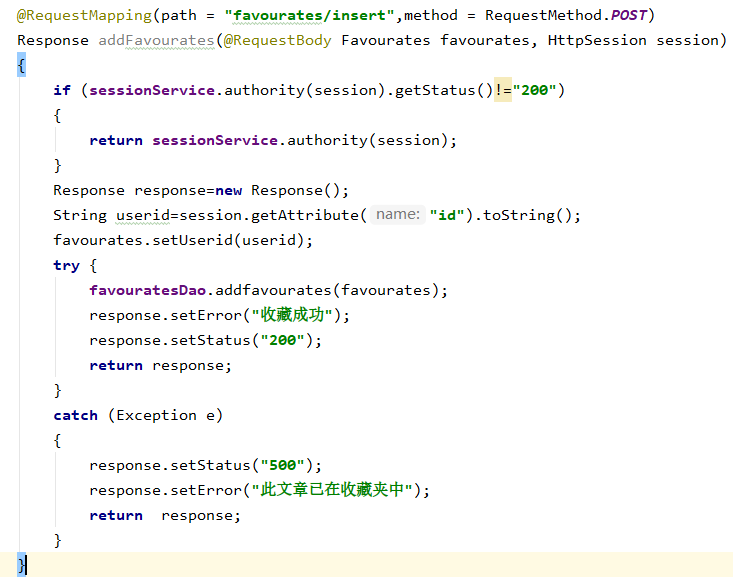 @RequestMapping(path = "favourates/insert",method = RequestMethod.POST)
Response addFavourates(@RequestBody Favourates favourates, HttpSession session)
{
if (sessionService.authority(session).getStatus()!="200")
{
return sessionService.authority(session);
}
Response response=new Response();
String userid=session.getAttribute( name: "id").toString();
favourates.setUserid(userid);
try {
favouratesDao.addfavourates(favourates);
response.setError("收藏成功");
response.setStatus("200");
return response;
}
catch (Exception e)
{
response.setStatus("500");
response.setError("此文章已在收藏夹中");
return  response;
}
}